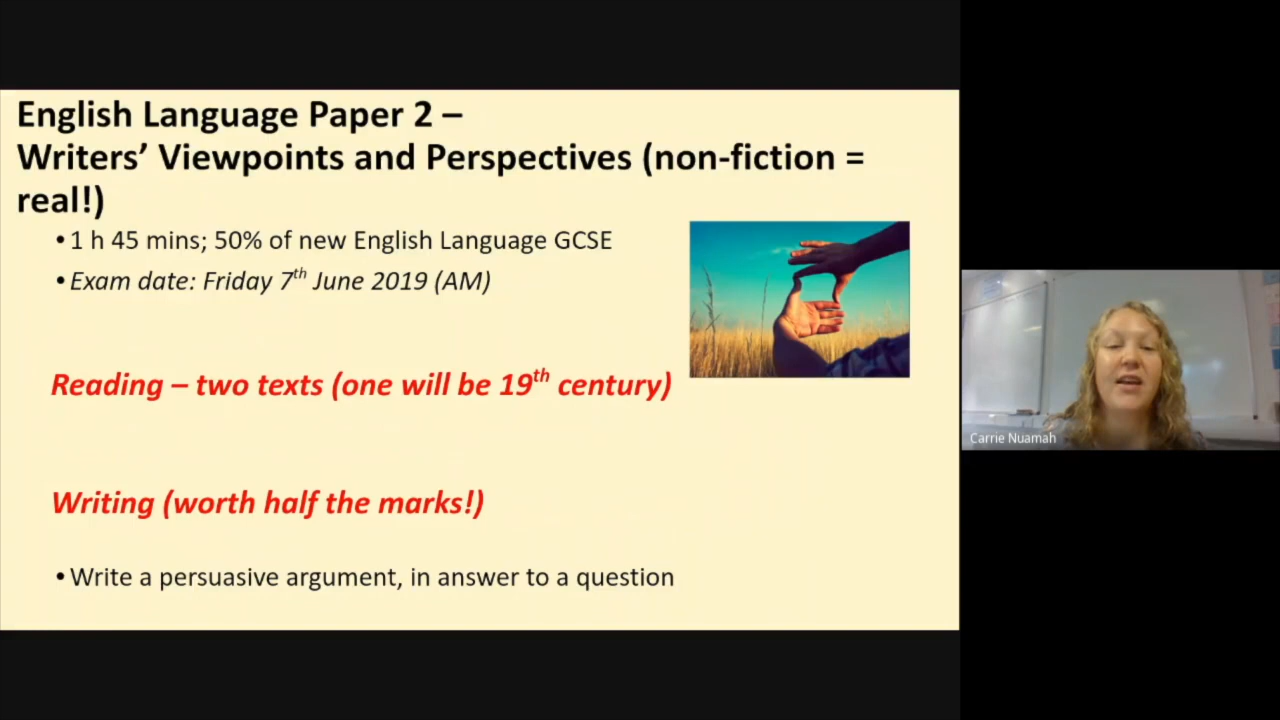 English Language Paper 2 –
Writers’ Viewpoints and Perspectives (non-fiction =
real!)
• 1 h 45 mins; 50% of new English Language GCSE
• Exam date: Friday 7th June 2019 (AM)
Reading – two texts (one will be 19th century)
Writing (worth half the marks!)
• Write a persuasive argument, in answer to a question
Carrie Nuamah